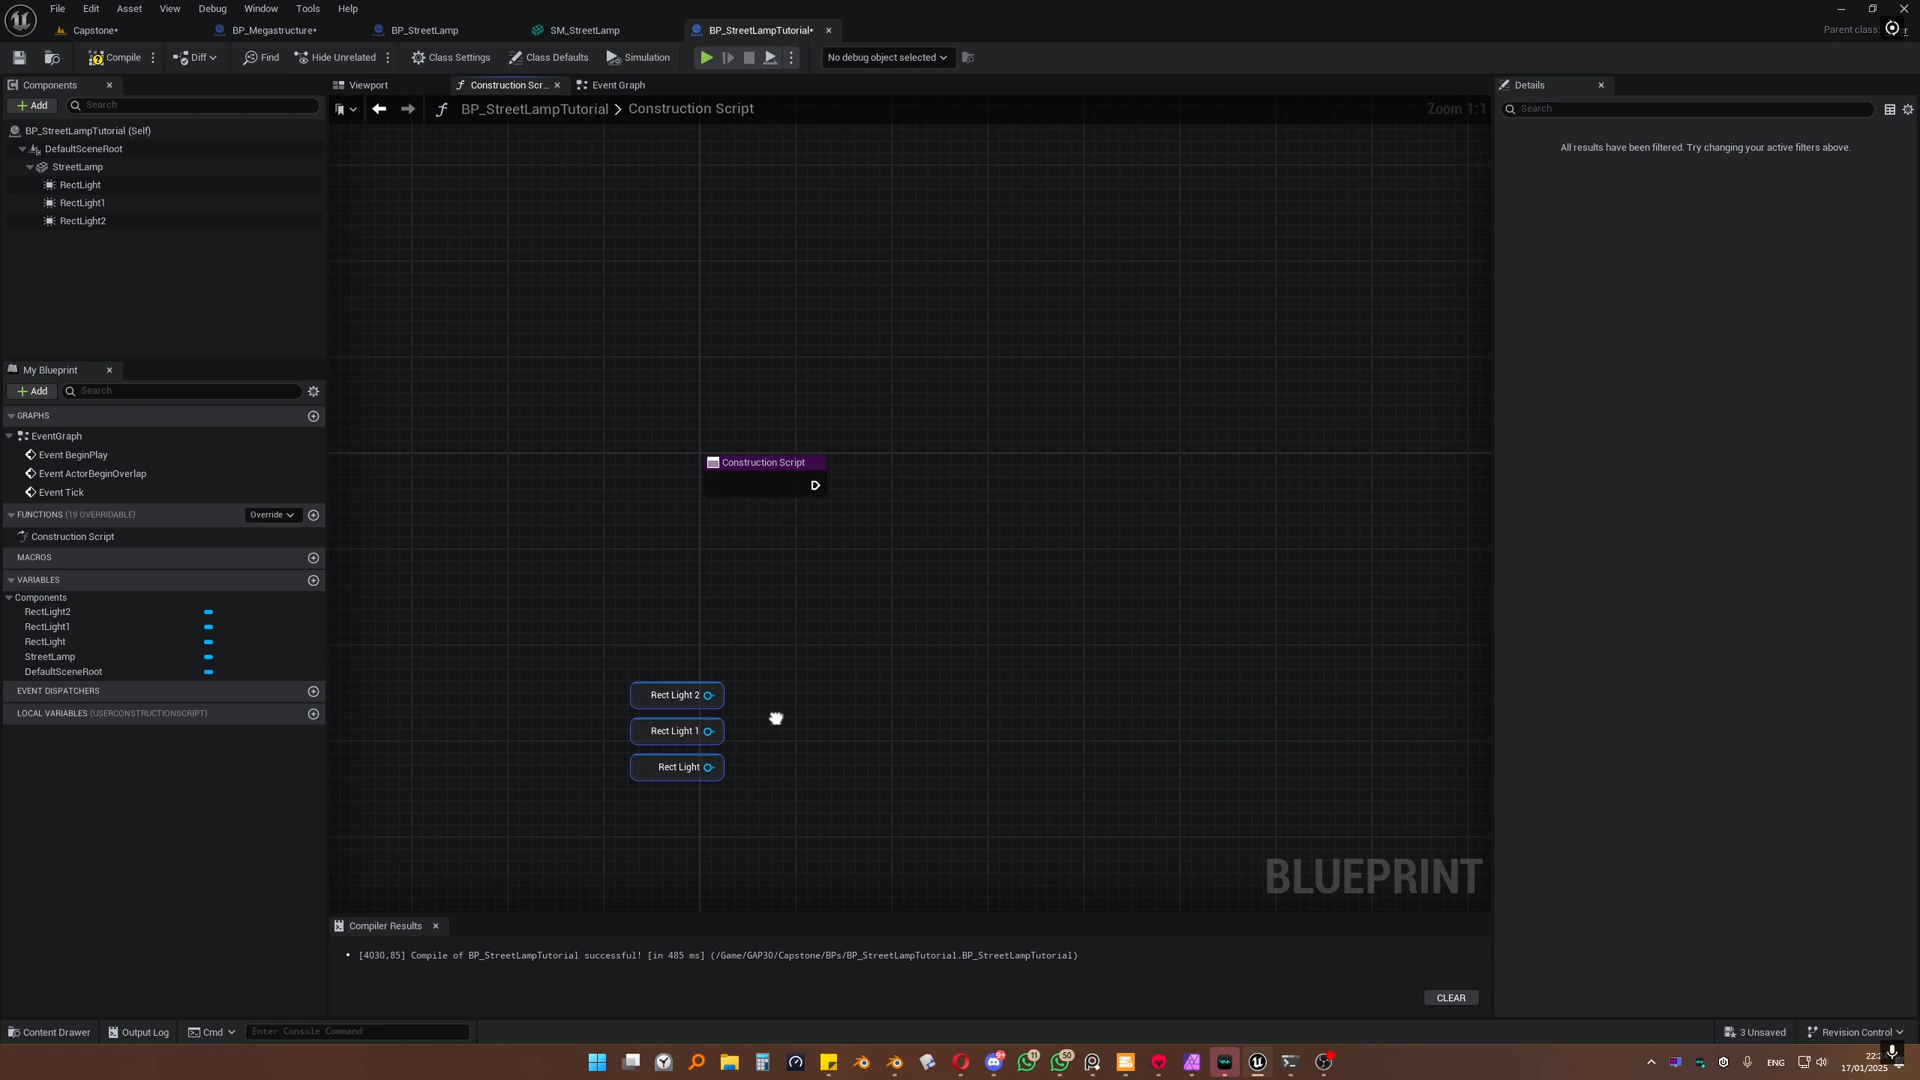 File Edit Asset View Debug Window Tools Help
Capstone* BP_Megastructure* BP_StreetLamp SM_StreetLamp BP_StreetLampTutorial* Parent class:
Compile Diff Find Hide Unrelated Class Settings Class Defaults Simulation No debug object selected
Components Viewport Construction Scr... Event Graph Details
Add Search BP_StreetLampTutorial > Construction Script Zoom 1:1 Search
BP_StreetLampTutorial (Self)
DefaultSceneRoot All results have been filtered. Try changing your active filters above.
StreetLamp
RectLight
RectLight1
RectLight2
My Blueprint
Add Search
GRAPHS
EventGraph
Event BeginPlay
Construction Script
Event ActorBeginOverlap
Event Tick
FUNCTIONS (19 OVERRIDABLE) Override
Construction Script
MACROS
VARIABLES
Components
RectLight2
RectLight1
RectLight
StreetLamp
DefaultSceneRoot
EVENT DISPATCHERS
Rect Light 2
LOCAL VARIABLES (USERCONSTRUCTIONSCRIPT)
Rect Light 1
Rect Light
BLUEPRINT
Compiler Results
[4030,85] Compile of BP_StreetLampTutorial successful! [in 485 ms] (/Game/GAP30/Capstone/BPs/BP_StreetLampTutorial.BP_StreetLampTutorial)
CLEAR
Content Drawer Output Log Cmd Enter Console Command 3 Unsaved Revision Control
9+ 11 50 ENG
17/01/2025